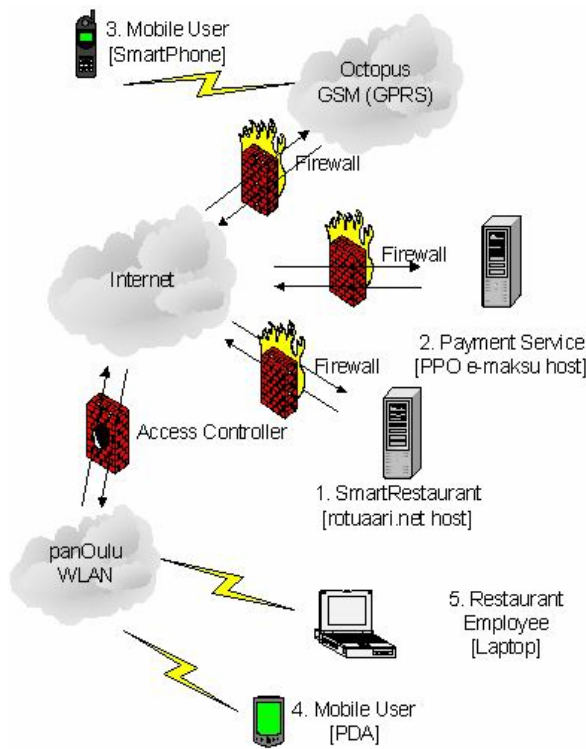 3. Mobile User
[SmartPhone]
Octopus
GSM (GPRS)
Firewall
Internet
Firewall
2. Payment Service
[PPO e-maksu host]
Firewall
Access Controller
1. SmartRestaurant
[rotuaari.net host]
panOulu
WLAN
5. Restaurant
Employee
[Laptop]
4. Mobile User
[PDA]